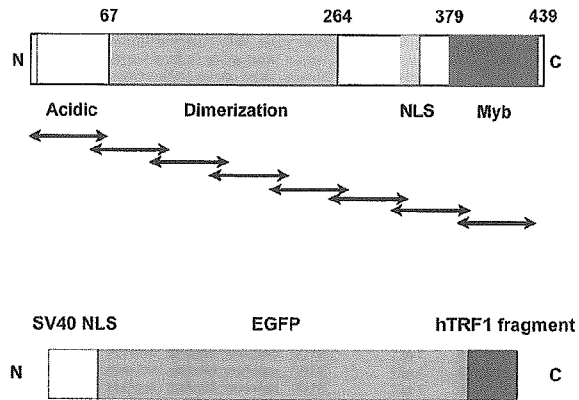 67 264 379 439
N C
Acidic Dimerization NLS Myb
SV40 NLS EGFP hTRF1 fragment
N C